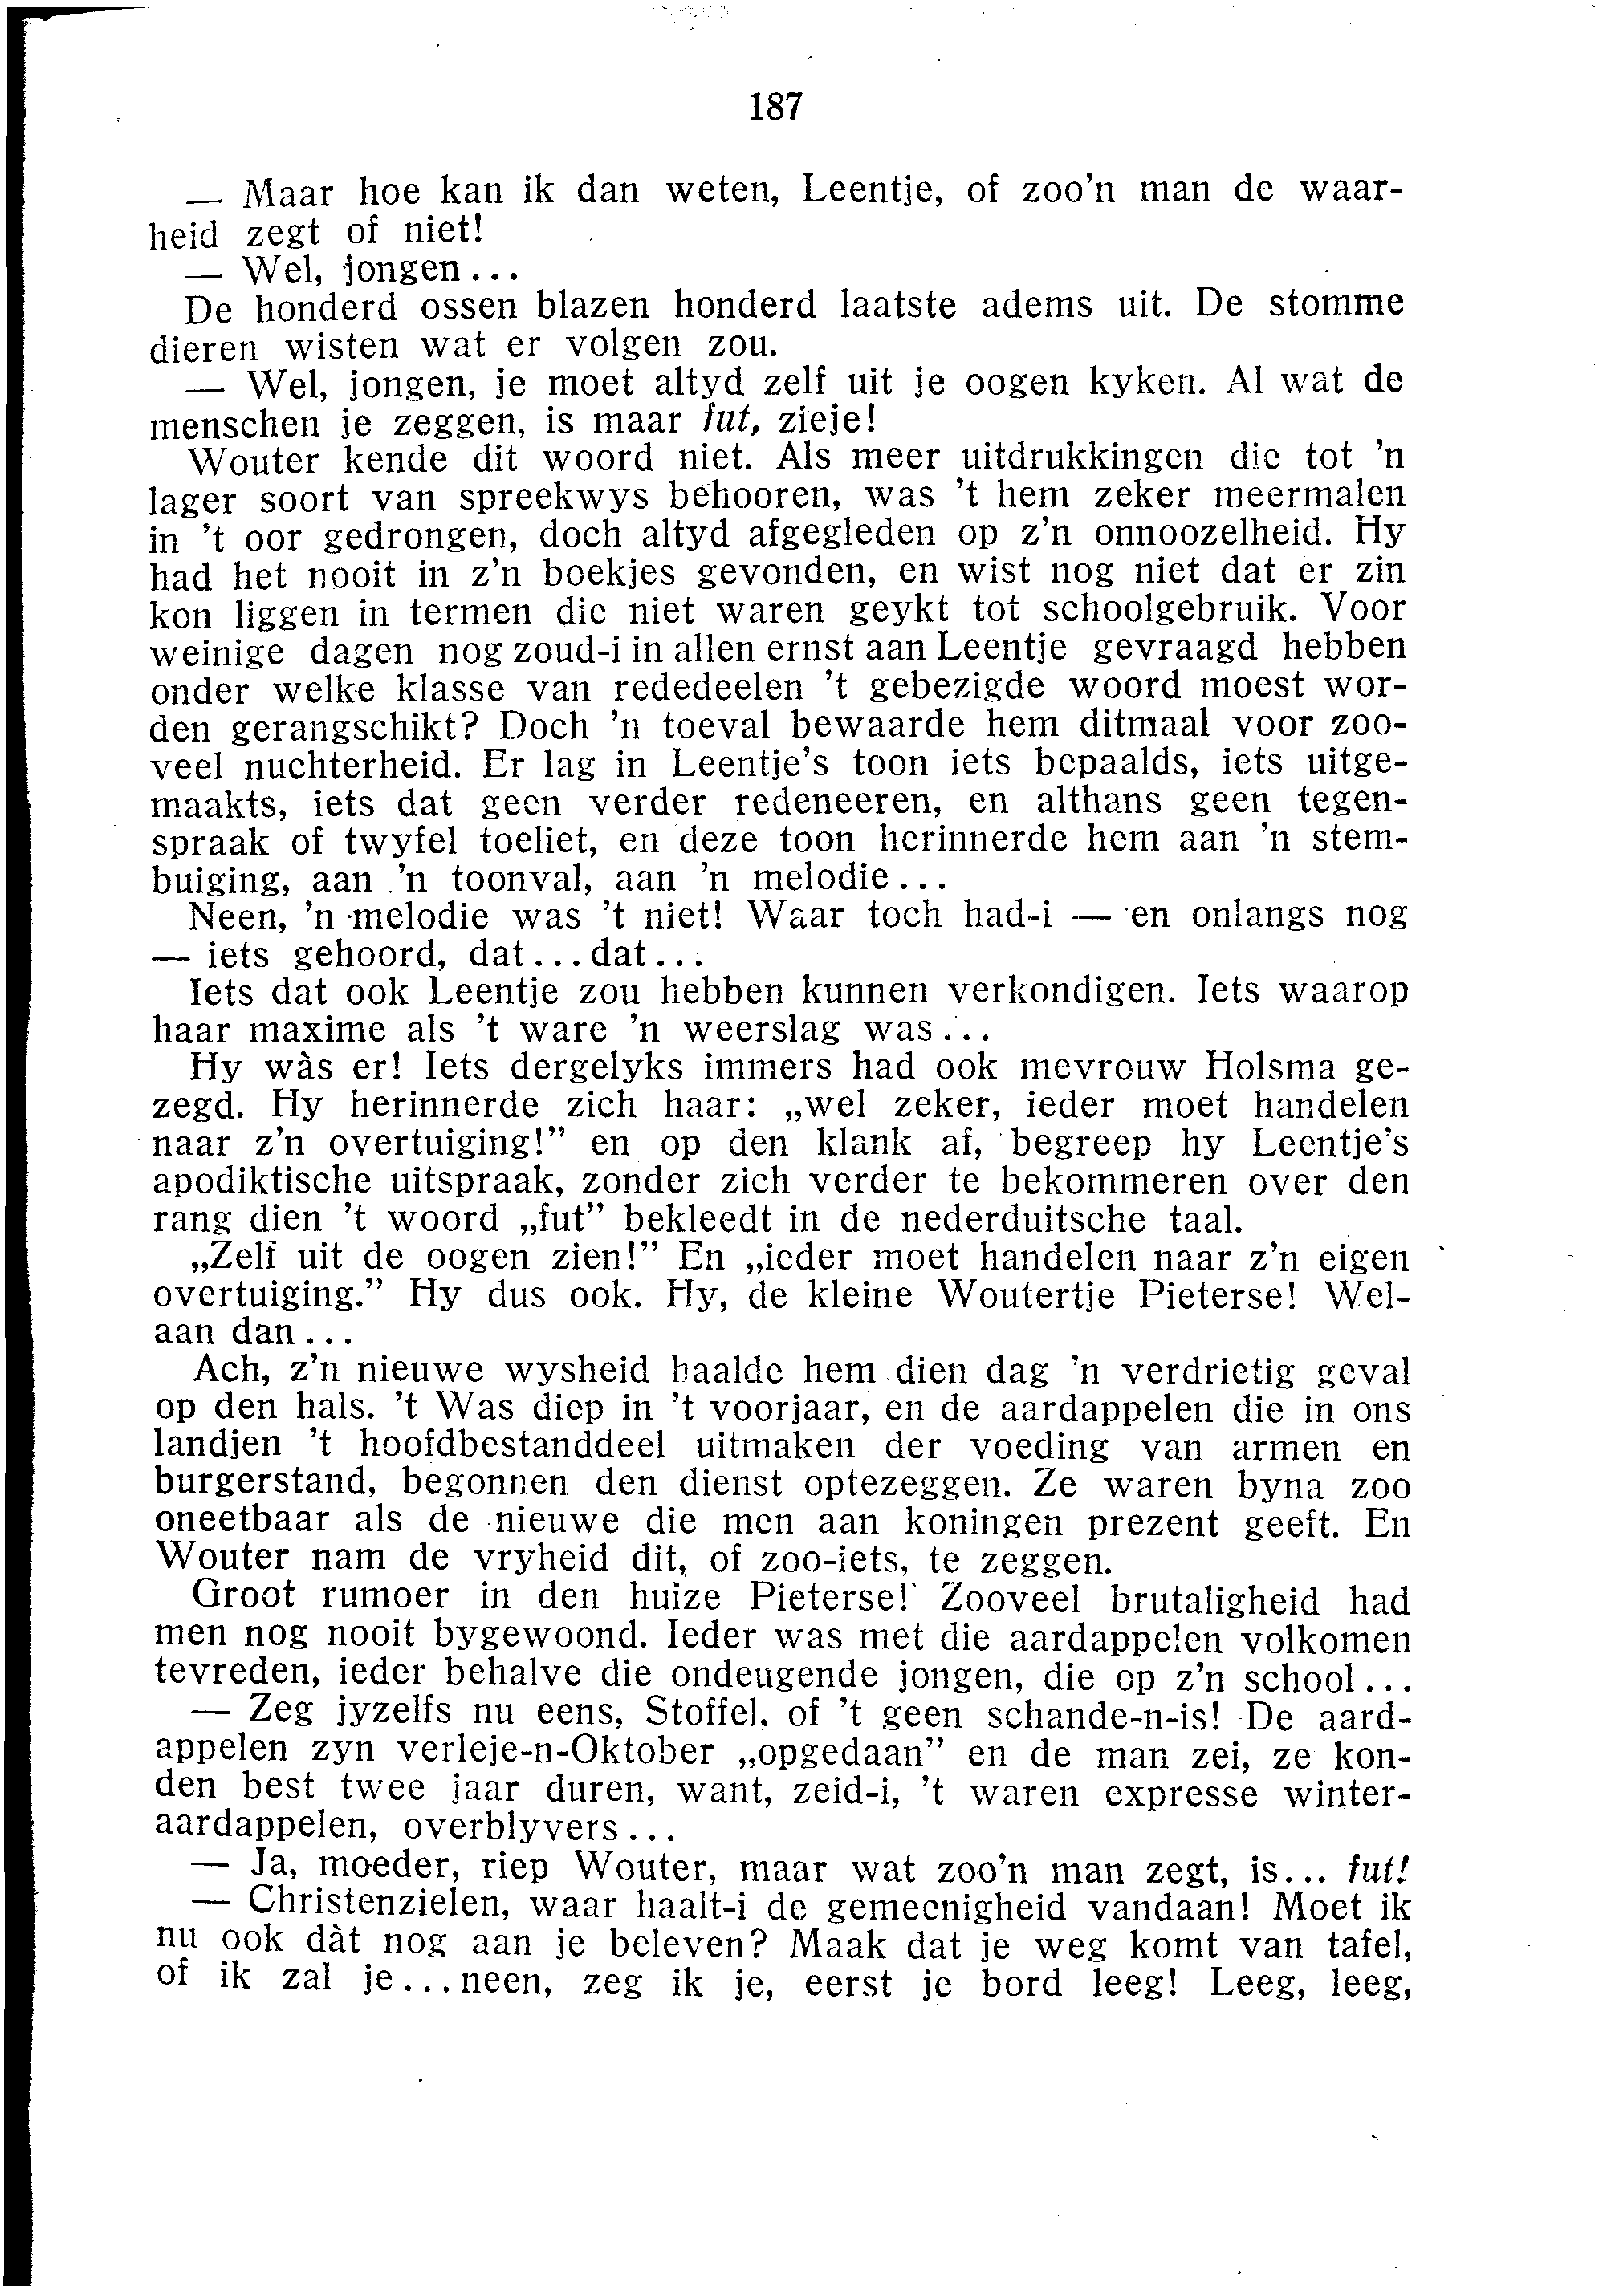 187
— Maar hoe kan ik dan weten, Leentje, of zoo'n man de waar-
heid zegt of niet!
— Wel, jongen...
De honderd ossen blazen honderd laatste adems uit. De stomme
dieren wisten wat er volgen zou.
— Wel, jongen, je moet altyd zelf uit je oogen kyken. Al wat de
menschen je zeggen, is maar fut, zieje!
Wouter kende dit woord niet. Als meer uitdrukkingen die tot 'n
lager soort van spreekwys behooren, was 't hem zeker meermalen
in 't oor gedrongen, doch altyd afgegleden op z'n onnoozelheid. Hy
had het nooit in z'n boekjes gevonden, en wist nog niet dat er zin
kon liggen in termen die niet waren geykt tot schoolgebruik. Voor
weinige dagen nog zoud-i in allen ernst aan Leentje gevraagd hebben
onder welke klasse van rededeelen 't gebezigde woord moest wor-
den gerangschikt? Doch 'n toeval bewaarde hem ditmaal voor zoo-
veel nuchterheid. Er lag in Leentje's toon iets bepaalds, iets uitge-
maakts, iets dat geen verder redeneeren, en althans geen tegen-
spraak of twyfel toeliet, en deze toon herinnerde hem aan 'n stem-
buiging, aan 'n toonval, aan 'n melodie...
Neen, 'n melodie was 't niet! Waar toch had-i — en onlangs nog
— iets gehoord, dat...dat...
Iets dat ook Leentje zou hebben kunnen verkondigen. Iets waarop
haar maxime als 't ware 'n weerslag was...
Hy wàs er! Iets dergelyks immers had ook mevrouw Holsma ge-
zegd. Hy herinnerde zich haar: „wel zeker, ieder moet handelen
naar z'n overtuiging!” en op den klank af, begreep hy Leentje's
apodiktische uitspraak, zonder zich verder te bekommeren over den
rang dien 't woord „fut” bekleedt in de nederduitsche taal.
„Zelf uit de oogen zien!” En „ieder moet handelen naar z'n eigen
overtuiging.” Hy dus ook. Hy, de kleine Woutertje Pieterse! Wel-
aan dan...
Ach, z'n nieuwe wysheid haalde hem dien dag 'n verdrietig geval
op den hals. 't Was diep in 't voorjaar, en de aardappelen die in ons
landjen 't hoofdbestanddeel uitmaken der voeding van armen en
burgerstand, begonnen den dienst optezeggen. Ze waren byna zoo
oneetbaar als de nieuwe die men aan koningen prezent geeft. En
Wouter nam de vryheid dit, of zoo-iets, te zeggen.
Groot rumoer in den huize Pieterse! Zooveel brutaligheid had
men nog nooit bygewoond. Ieder was met die aardappelen volkomen
tevreden, ieder behalve die ondeugende jongen, die op z'n school...
— Zeg jyzelfs nu eens, Stoffel, of 't geen schande-n-is! De aard-
appelen zyn verleje-n-Oktober „opgedaan” en de man zei, ze kon-
den best twee jaar duren, want, zeid-i, 't waren expresse winter-
aardappelen, overblyvers...
— Ja, moeder, riep Wouter, maar wat zoo'n man zegt, is... fut!
— Christenzielen, waar haalt-i de gemeenigheid vandaan! Moet ik
nu ook dàt nog aan je beleven? Maak dat je weg komt van tafel,
of ik zal je...neen, zeg ik je, eerst je bord leeg! Leeg, leeg,